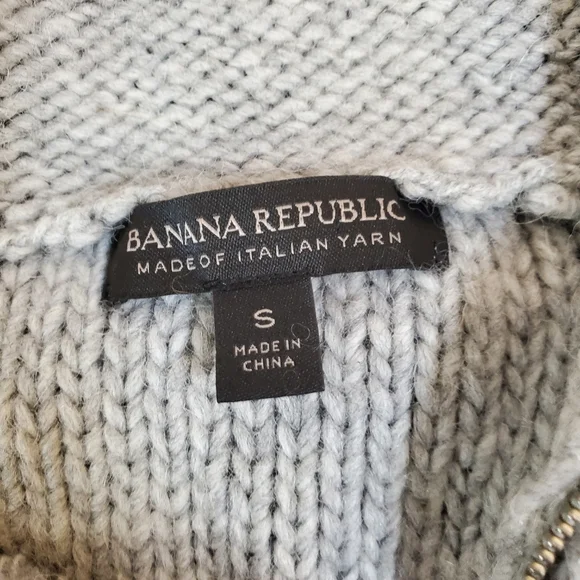 BANANA REPUBLIC
MADE OF ITALIAN YARN
S
MADE IN
CHINA